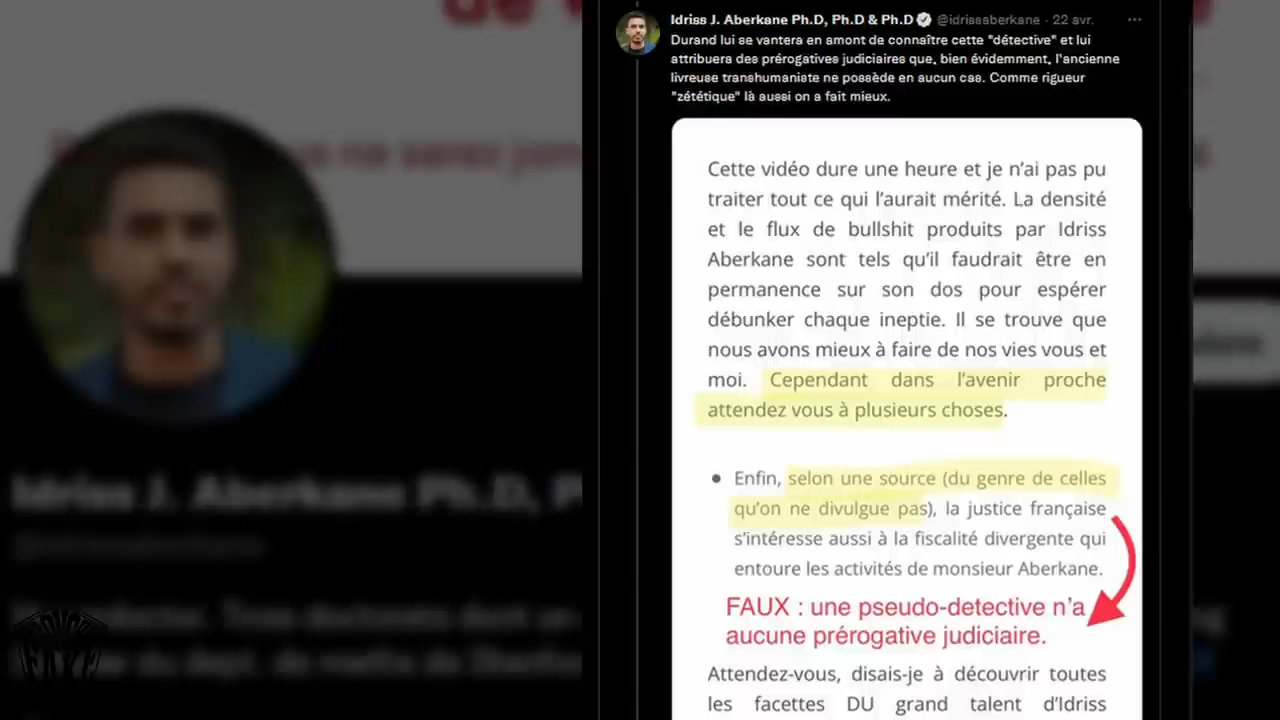 de
Idriss J. Aberkane Ph.D, Ph.D & Ph.D @idrissaberkane · 22 avr. ...
Durand lui se vantera en amont de connaître cette "détective" et lui
attribuera des prérogatives judiciaires que, bien évidemment, l'ancienne
livreuse transhumaniste ne possède en aucun cas. Comme rigueur
"zététique" là aussi on a fait mieux.
Cette vidéo dure une heure et je n'ai pas pu
traiter tout ce qui l'aurait mérité. La densité
et le flux de bullshit produits par Idriss
Aberkane sont tels qu'il faudrait être en
permanence sur son dos pour espérer
débunker chaque ineptie. Il se trouve que
nous avons mieux à faire de nos vies vous et
moi. Cependant dans l'avenir proche
attendez vous à plusieurs choses.
• Enfin, selon une source (du genre de celles
qu'on ne divulgue pas), la justice française
s'intéresse aussi à la fiscalité divergente qui
entoure les activités de monsieur Aberkane.
FAUX : une pseudo-detective n'a
aucune prérogative judiciaire.
Attendez-vous, disais-je à découvrir toutes
les facettes DU grand talent d'Idriss
Idriss J. Aberkane Ph.D, P
@idrissaberkane